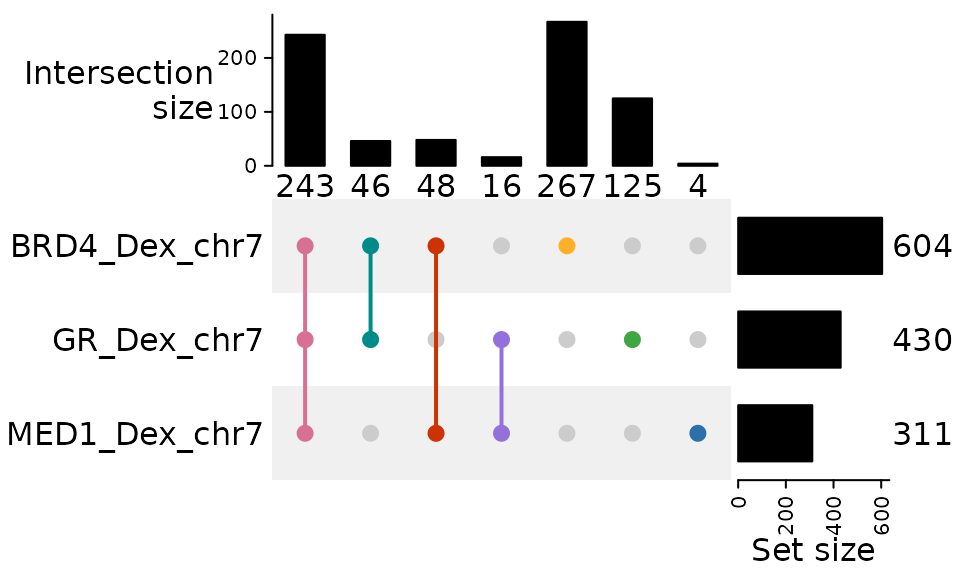 200
Intersection
size
100
0
243 46 48 16 267 125 4
BRD4_Dex_chr7 604
GR_Dex_chr7 430
MED1_Dex_chr7 311
0 200 400 600
Set size